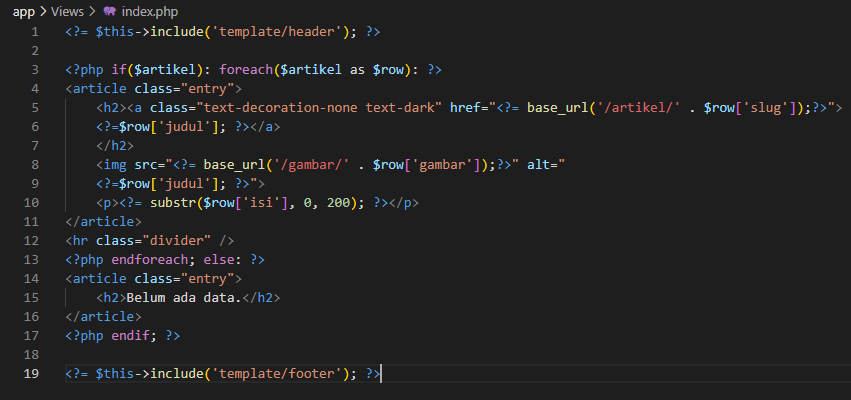 app > Views > index.php
1 <?= $this->include('template/header'); ?>
2
3 <?php if($artikel): foreach($artikel as $row): ?>
4 <article class="entry">
5     <h2><a class="text-decoration-none text-dark" href="<?= base_url('/artikel/' . $row['slug']);?>">
6     <?=$row['judul']; ?></a>
7     </h2>
8     <img src="<?= base_url('/gambar/' . $row['gambar']);?>" alt="
9     <?=$row['judul']; ?>">
10     <p><?= substr($row['isi'], 0, 200); ?></p>
11 </article>
12 <hr class="divider" />
13 <?php endforeach; else: ?>
14 <article class="entry">
15     <h2>Belum ada data.</h2>
16 </article>
17 <?php endif; ?>
18
19 <?= $this->include('template/footer'); ?>